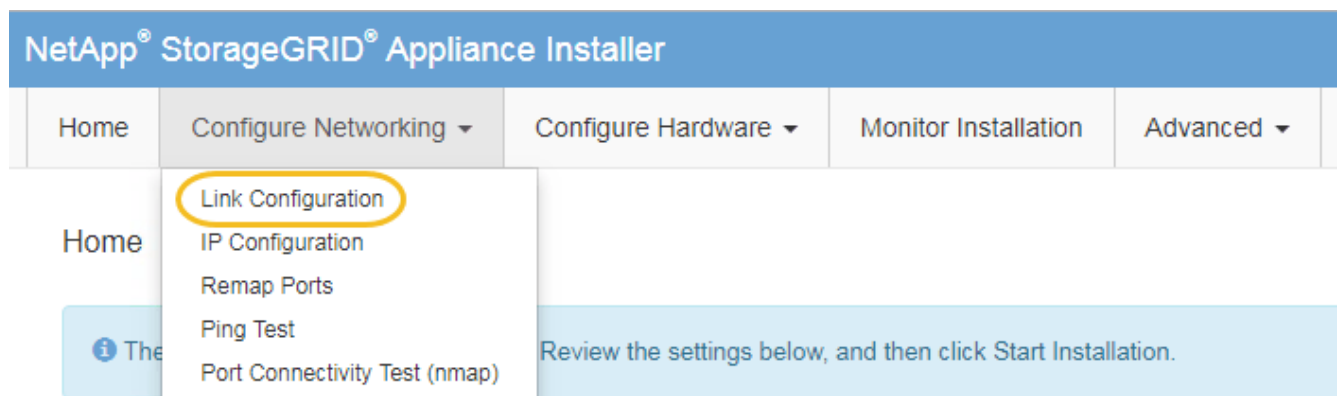 NetApp® StorageGRID® Appliance Installer
Home Configure Networking Configure Hardware Monitor Installation Advanced
Link Configuration
Home IP Configuration
Remap Ports
Ping Test
The Review the settings below, and then click Start Installation.
Port Connectivity Test (nmap)